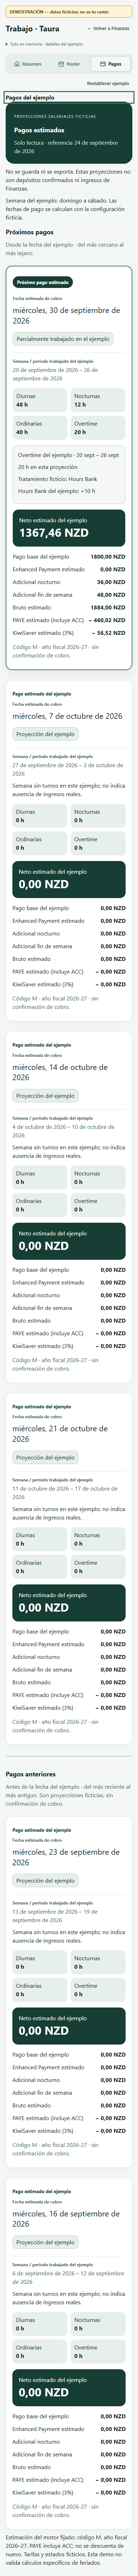 DEMOSTRACIÓN — datos ficticios; no es tu roster
Trabajo · Taura
← Volver a Finanzas
▸ Solo en memoria · detalles del ejemplo
Resumen
Roster
Pagos
Restablecer ejemplo
Pagos del ejemplo
PROYECCIONES SALARIALES FICTICIAS
Pagos estimados
Solo lectura · referencia 24 de septiembre
de 2026
No se guarda ni se exporta. Estas proyecciones
no son depósitos confirmados ni ingresos de
Finanzas.
Semana del ejemplo: domingo a sábado. Las
fechas de pago se calculan con la configuración
ficticia.
Próximos pagos
Desde la fecha del ejemplo · del más cercano al
más lejano.
Próximo pago estimado
Fecha estimada de cobro
miércoles, 30 de septiembre de
2026
Parcialmente trabajado en el ejemplo
Semana / período trabajado del ejemplo
20 de septiembre de 2026 – 26 de
septiembre de 2026
Diurnas
48 h
Nocturnas
12 h
Ordinarias
40 h
Overtime
20 h
Overtime del ejemplo · 20 sept – 26 sept
20 h en esta proyección
Tratamiento ficticio: Hours Bank
Hours Bank del ejemplo: +10 h
Neto estimado del ejemplo
1367,46 NZD
Pago base del ejemplo 1800,00 NZD
Enhanced Payment estimado 0,00 NZD
Adicional nocturno 36,00 NZD
Adicional fin de semana 48,00 NZD
Bruto estimado 1884,00 NZD
PAYE estimado (incluye ACC) − 460,02 NZD
KiwiSaver estimado (3%) − 56,52 NZD
Código M · año fiscal 2026-27 · sin
confirmación de cobro.
Pago estimado del ejemplo
Fecha estimada de cobro
miércoles, 7 de octubre de 2026
Proyección del ejemplo
Semana / período trabajado del ejemplo
27 de septiembre de 2026 – 3 de octubre de
2026
Semana sin turnos en este ejemplo; no indica
ausencia de ingresos reales.
Diurnas
0 h
Nocturnas
0 h
Ordinarias
0 h
Overtime
0 h
Neto estimado del ejemplo
0,00 NZD
Pago base del ejemplo 0,00 NZD
Enhanced Payment estimado 0,00 NZD
Adicional nocturno 0,00 NZD
Adicional fin de semana 0,00 NZD
Bruto estimado 0,00 NZD
PAYE estimado (incluye ACC) − 0,00 NZD
KiwiSaver estimado (3%) − 0,00 NZD
Código M · año fiscal 2026-27 · sin
confirmación de cobro.
Pago estimado del ejemplo
Fecha estimada de cobro
miércoles, 14 de octubre de
2026
Proyección del ejemplo
Semana / período trabajado del ejemplo
4 de octubre de 2026 – 10 de octubre de
2026
Semana sin turnos en este ejemplo; no indica
ausencia de ingresos reales.
Diurnas
0 h
Nocturnas
0 h
Ordinarias
0 h
Overtime
0 h
Neto estimado del ejemplo
0,00 NZD
Pago base del ejemplo 0,00 NZD
Enhanced Payment estimado 0,00 NZD
Adicional nocturno 0,00 NZD
Adicional fin de semana 0,00 NZD
Bruto estimado 0,00 NZD
PAYE estimado (incluye ACC) − 0,00 NZD
KiwiSaver estimado (3%) − 0,00 NZD
Código M · año fiscal 2026-27 · sin
confirmación de cobro.
Pago estimado del ejemplo
Fecha estimada de cobro
miércoles, 21 de octubre de
2026
Proyección del ejemplo
Semana / período trabajado del ejemplo
11 de octubre de 2026 – 17 de octubre de
2026
Semana sin turnos en este ejemplo; no indica
ausencia de ingresos reales.
Diurnas
0 h
Nocturnas
0 h
Ordinarias
0 h
Overtime
0 h
Neto estimado del ejemplo
0,00 NZD
Pago base del ejemplo 0,00 NZD
Enhanced Payment estimado 0,00 NZD
Adicional nocturno 0,00 NZD
Adicional fin de semana 0,00 NZD
Bruto estimado 0,00 NZD
PAYE estimado (incluye ACC) − 0,00 NZD
KiwiSaver estimado (3%) − 0,00 NZD
Código M · año fiscal 2026-27 · sin
confirmación de cobro.
Pagos anteriores
Antes de la fecha del ejemplo · del más reciente al
más antiguo. Son proyecciones ficticias, sin
confirmación de cobro.
Pago estimado del ejemplo
Fecha estimada de cobro
miércoles, 23 de septiembre de
2026
Proyección del ejemplo
Semana / período trabajado del ejemplo
13 de septiembre de 2026 – 19 de
septiembre de 2026
Semana sin turnos en este ejemplo; no indica
ausencia de ingresos reales.
Diurnas
0 h
Nocturnas
0 h
Ordinarias
0 h
Overtime
0 h
Neto estimado del ejemplo
0,00 NZD
Pago base del ejemplo 0,00 NZD
Enhanced Payment estimado 0,00 NZD
Adicional nocturno 0,00 NZD
Adicional fin de semana 0,00 NZD
Bruto estimado 0,00 NZD
PAYE estimado (incluye ACC) − 0,00 NZD
KiwiSaver estimado (3%) − 0,00 NZD
Código M · año fiscal 2026-27 · sin
confirmación de cobro.
Pago estimado del ejemplo
Fecha estimada de cobro
miércoles, 16 de septiembre de
2026
Proyección del ejemplo
Semana / período trabajado del ejemplo
6 de septiembre de 2026 – 12 de septiembre
de 2026
Semana sin turnos en este ejemplo; no indica
ausencia de ingresos reales.
Diurnas
0 h
Nocturnas
0 h
Ordinarias
0 h
Overtime
0 h
Neto estimado del ejemplo
0,00 NZD
Pago base del ejemplo 0,00 NZD
Enhanced Payment estimado 0,00 NZD
Adicional nocturno 0,00 NZD
Adicional fin de semana 0,00 NZD
Bruto estimado 0,00 NZD
PAYE estimado (incluye ACC) − 0,00 NZD
KiwiSaver estimado (3%) − 0,00 NZD
Código M · año fiscal 2026-27 · sin
confirmación de cobro.
Estimación del motor fijado: código M, año fiscal
2026–27. PAYE incluye ACC; no se descuenta de
nuevo. Tarifas y estados ficticios. Esta demo no
valida cálculos específicos de feriados.